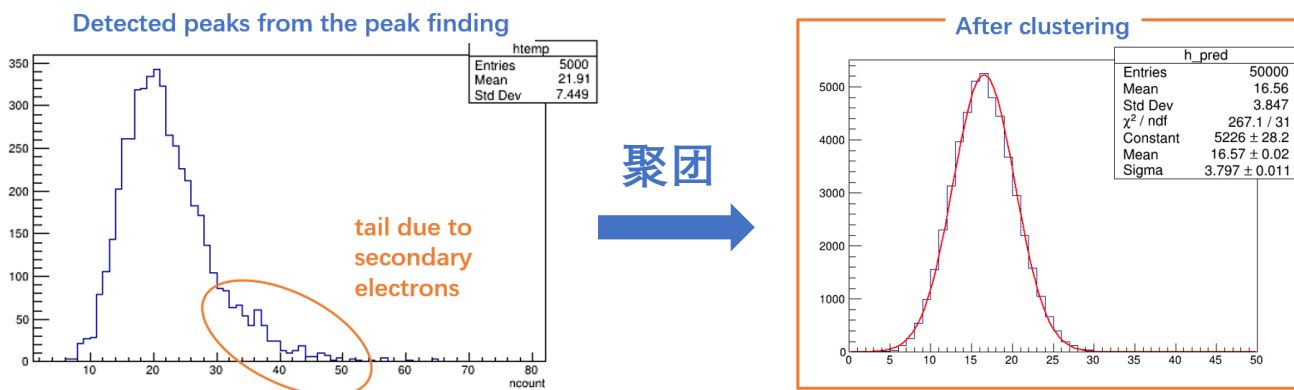 Detected peaks from the peak finding
htemp
Entries 5000
Mean 21.91
Std Dev 7.449
350
300
250
200
150
100
50
0
10 20 30 40 50 60 70 80
ncount
tail due to
secondary
electrons
聚团
After clustering
h_pred
Entries 50000
Mean 16.56
Std Dev 3.847
χ² / ndf 267.1 / 31
Constant 5226 ± 28.2
Mean 16.57 ± 0.02
Sigma 3.797 ± 0.011
5000
4000
3000
2000
1000
0
0 5 10 15 20 25 30 35 40 45 50